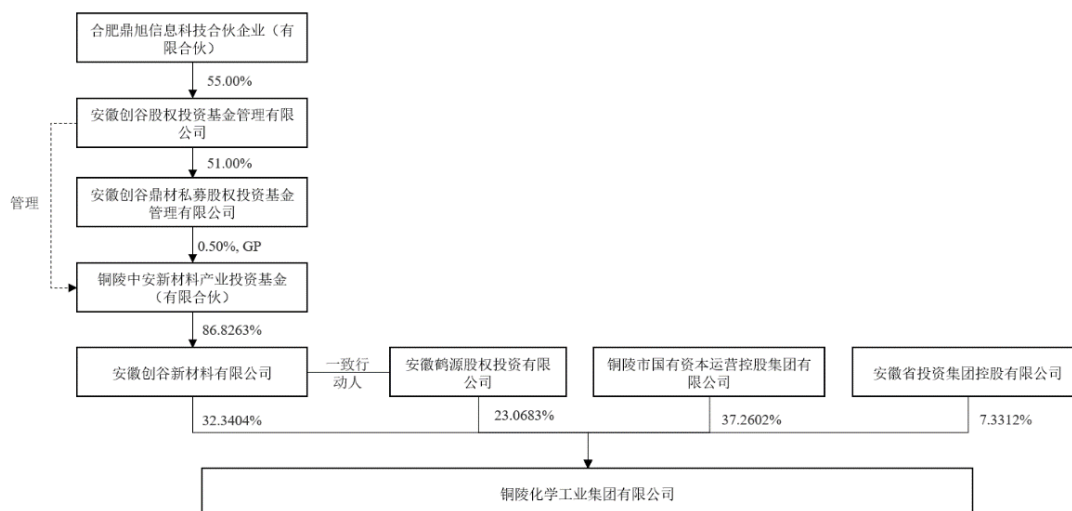 合肥鼎旭信息科技合伙企业（有
限合伙）
55.00%
安徽创谷股权投资基金管理有限
公司
51.00%
管理
安徽创谷鼎材私募股权投资基金
管理有限公司
0.50%, GP
铜陵中安新材料产业投资基金
（有限合伙）
86.8263%
安徽创谷新材料有限公司
一致行
动人
安徽鹤源股权投资有限
公司
铜陵市国有资本运营控股集团有
限公司
安徽省投资集团控股有限公司
32.3404%
23.0683%
37.2602%
7.3312%
铜陵化学工业集团有限公司